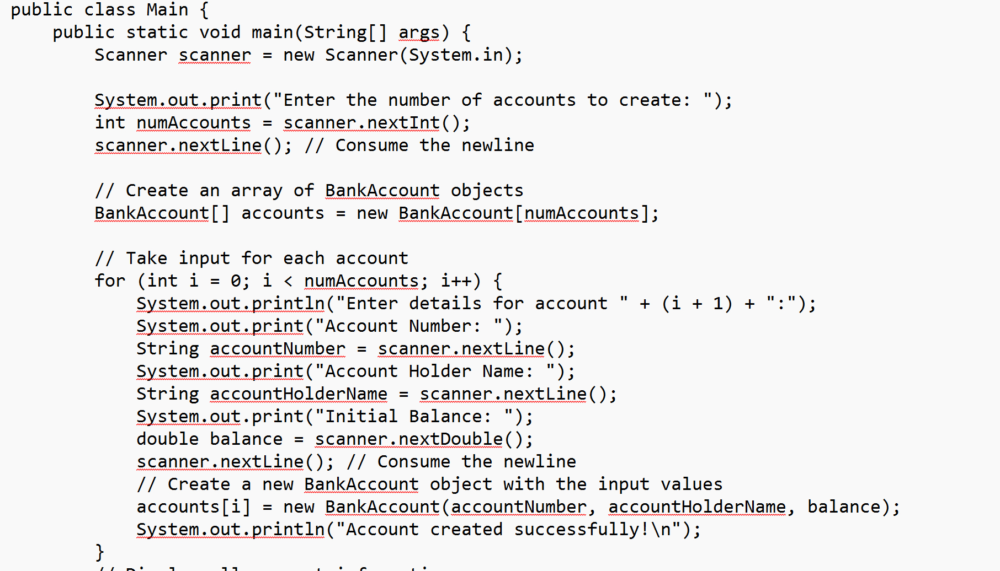 public class Main {
public static void main(String[] args) {
Scanner scanner = new Scanner(System.in);
System.out.print("Enter the number of accounts to create: ");
int numAccounts = scanner.nextInt();
scanner.nextLine(); // Consume the newline
// Create an array of BankAccount objects
BankAccount[] accounts = new BankAccount[numAccounts];
// Take input for each account
for (int i = 0; i < numAccounts; i++) {
System.out.println("Enter details for account " + (i + 1) + ":");
System.out.print("Account Number: ");
String accountNumber = scanner.nextLine();
System.out.print("Account Holder Name: ");
String accountHolderName = scanner.nextLine();
System.out.print("Initial Balance: ");
double balance = scanner.nextDouble();
scanner.nextLine(); // Consume the newline
// Create a new BankAccount object with the input values
accounts[i] = new BankAccount(accountNumber, accountHolderName, balance);
System.out.println("Account created successfully!\n");
}